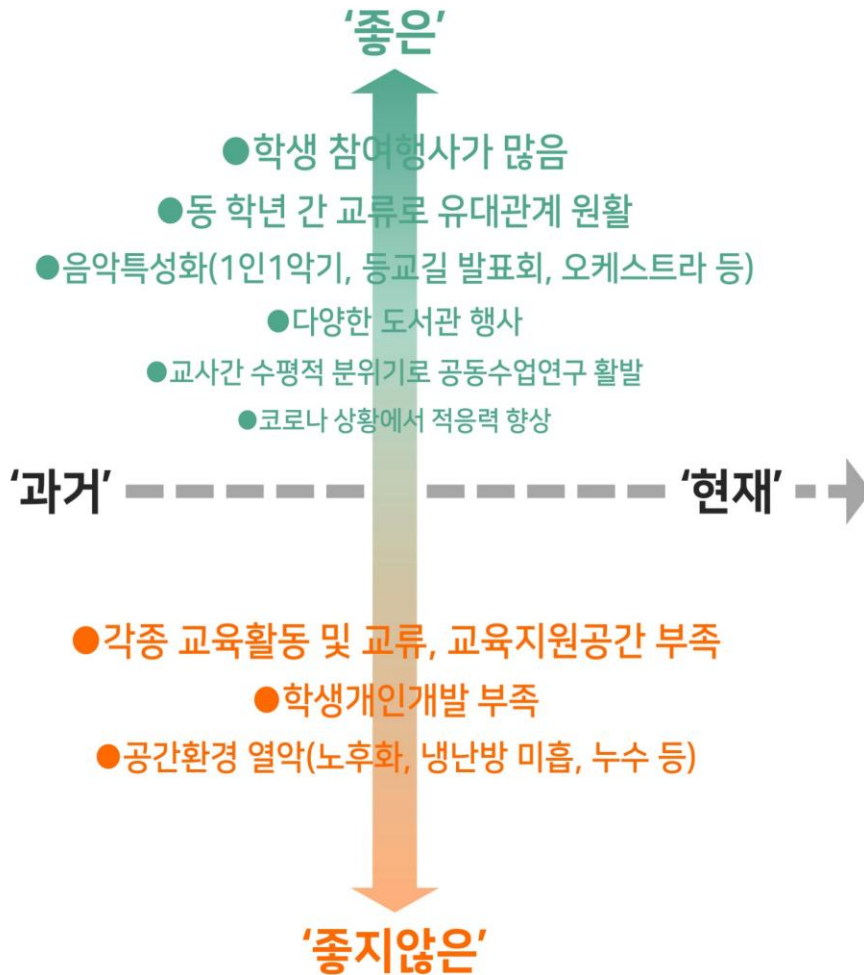 ‘좋은’
●학생 참여행사가 많음
●동 학년 간 교류로 유대관계 원활
●음악특성화(1인1악기, 등교길 발표회, 오케스트라 등)
●다양한 도서관 행사
●교사간 수평적 분위기로 공동수업연구 활발
●코로나 상황에서 적응력 향상
‘과거’ ‘현재’
●각종 교육활동 및 교류, 교육지원공간 부족
●학생개인개발 부족
●공간환경 열악(노후화, 냉난방 미흡, 누수 등)
‘좋지않은’